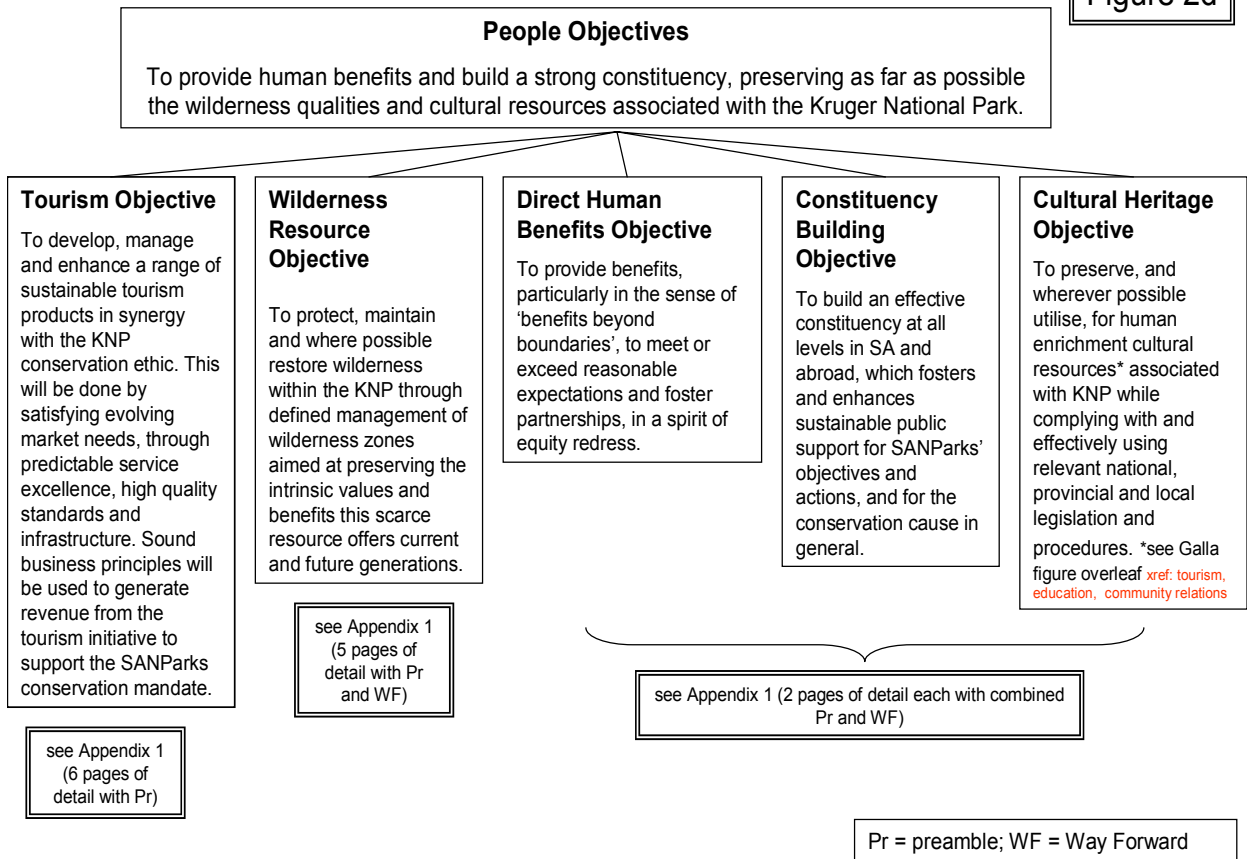 Figure 2d
People Objectives
To provide human benefits and build a strong constituency, preserving as far as possible
the wilderness qualities and cultural resources associated with the Kruger National Park.
Tourism Objective
To develop, manage
and enhance a range of
sustainable tourism
products in synergy
with the KNP
conservation ethic. This
will be done by
satisfying evolving
market needs, through
predictable service
excellence, high quality
standards and
infrastructure. Sound
business principles will
be used to generate
revenue from the
tourism initiative to
support the SANParks
conservation mandate.
see Appendix 1
(6 pages of
detail with Pr)
Wilderness
Resource
Objective
To protect, maintain
and where possible
restore wilderness
within the KNP through
defined management of
wilderness zones
aimed at preserving the
intrinsic values and
benefits this scarce
resource offers current
and future generations.
see Appendix 1
(5 pages of
detail with Pr
and WF)
Direct Human
Benefits Objective
To provide benefits,
particularly in the sense of
‘benefits beyond
boundaries’, to meet or
exceed reasonable
expectations and foster
partnerships, in a spirit of
equity redress.
Constituency
Building
Objective
To build an effective
constituency at all
levels in SA and
abroad, which fosters
and enhances
sustainable public
support for SANParks’
objectives and
actions, and for the
conservation cause in
general.
Cultural Heritage
Objective
To preserve, and
wherever possible
utilise, for human
enrichment cultural
resources* associated
with KNP while
complying with and
effectively using
relevant national,
provincial and local
legislation and
procedures. *see Galla
figure overleaf xref: tourism,
education, community relations
see Appendix 1 (2 pages of detail each with combined
Pr and WF)
Pr = preamble; WF = Way Forward